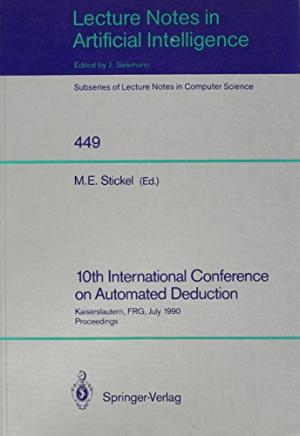 Lecture Notes in
Artificial Intelligence
Edited by J. Siekmann
Subseries of Lecture Notes in Computer Science
449
M.E. Stickel (Ed.)
10th International Conference
on Automated Deduction
Kaiserslautern, FRG, July 1990
Proceedings
Springer-Verlag